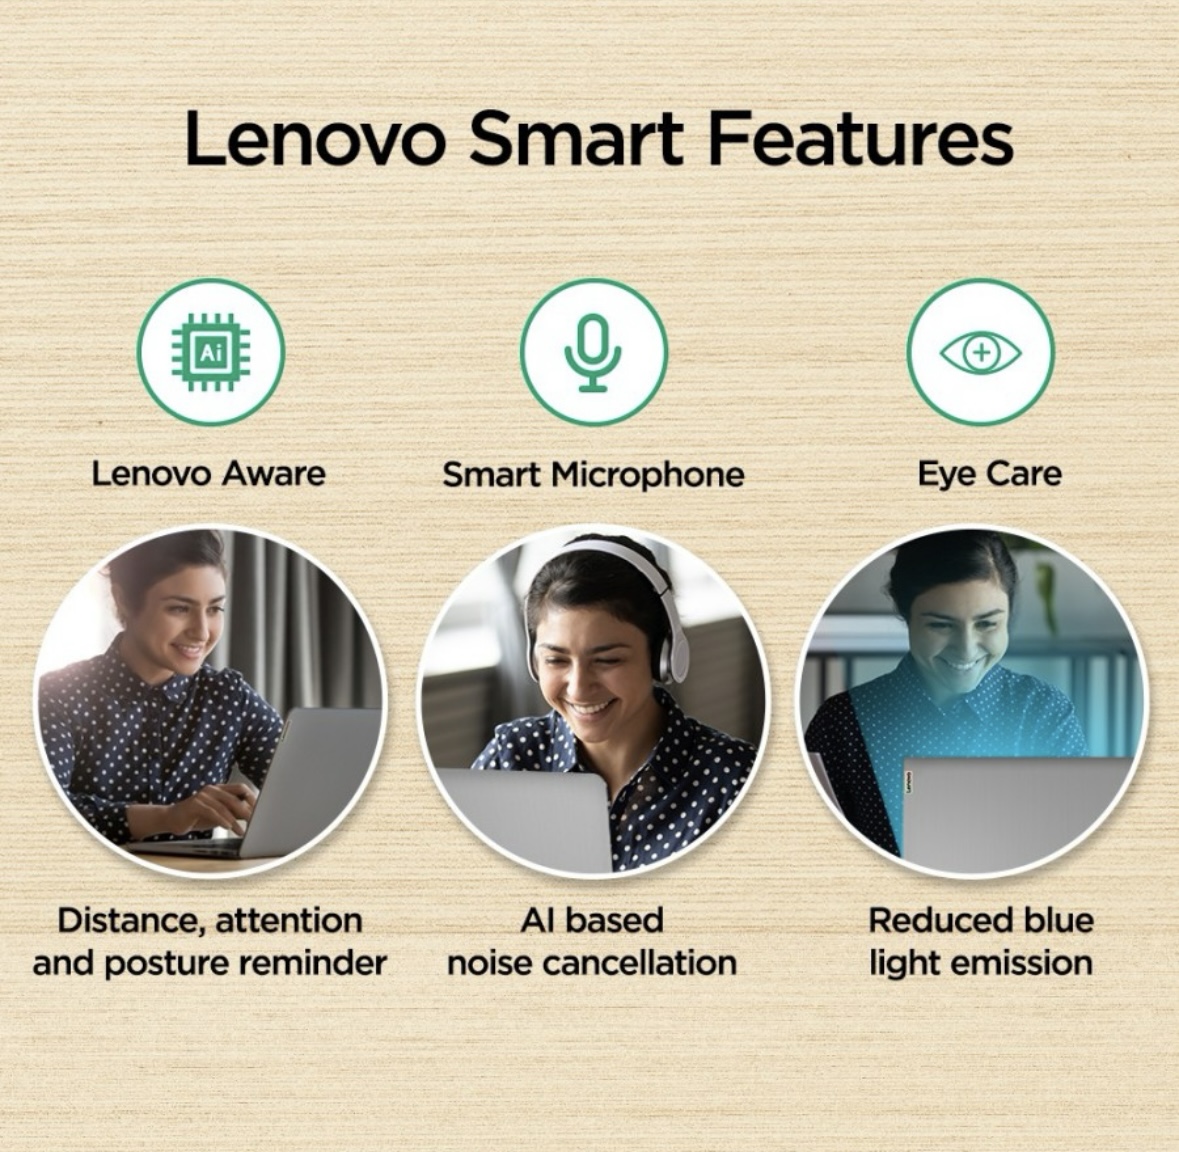 Lenovo Smart Features
Ai
Lenovo Aware
Smart Microphone
Eye Care
Distance, attention
and posture reminder
AI based
noise cancellation
Reduced blue
light emission
Lenovo